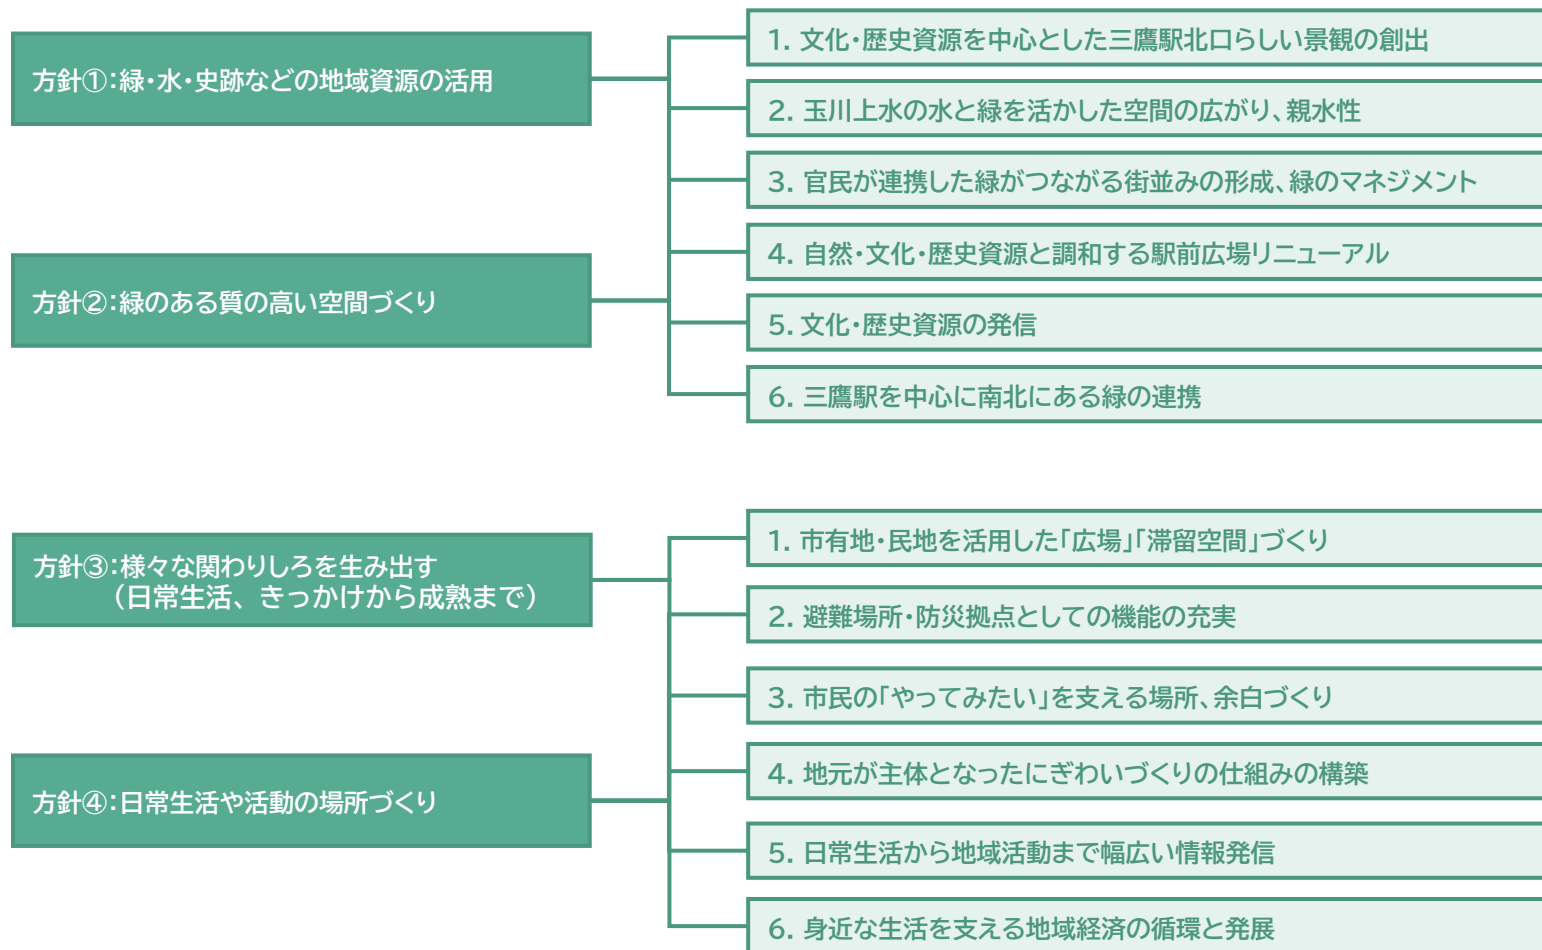 方針①：緑・水・史跡などの地域資源の活用
方針②：緑のある質の高い空間づくり
1. 文化・歴史資源を中心とした三鷹駅北口らしい景観の創出
2. 玉川上水の水と緑を活かした空間の広がり、親水性
3. 官民が連携した緑がつながる街並みの形成、緑のマネジメント
4. 自然・文化・歴史資源と調和する駅前広場リニューアル
5. 文化・歴史資源の発信
6. 三鷹駅を中心に南北にある緑の連携
方針③：様々な関わりしろを生み出す
（日常生活、きっかけから成熟まで）
方針④：日常生活や活動の場所づくり
1. 市有地・民地を活用した「広場」「滞留空間」づくり
2. 避難場所・防災拠点としての機能の充実
3. 市民の「やってみたい」を支える場所、余白づくり
4. 地元が主体となったにぎわいづくりの仕組みの構築
5. 日常生活から地域活動まで幅広い情報発信
6. 身近な生活を支える地域経済の循環と発展